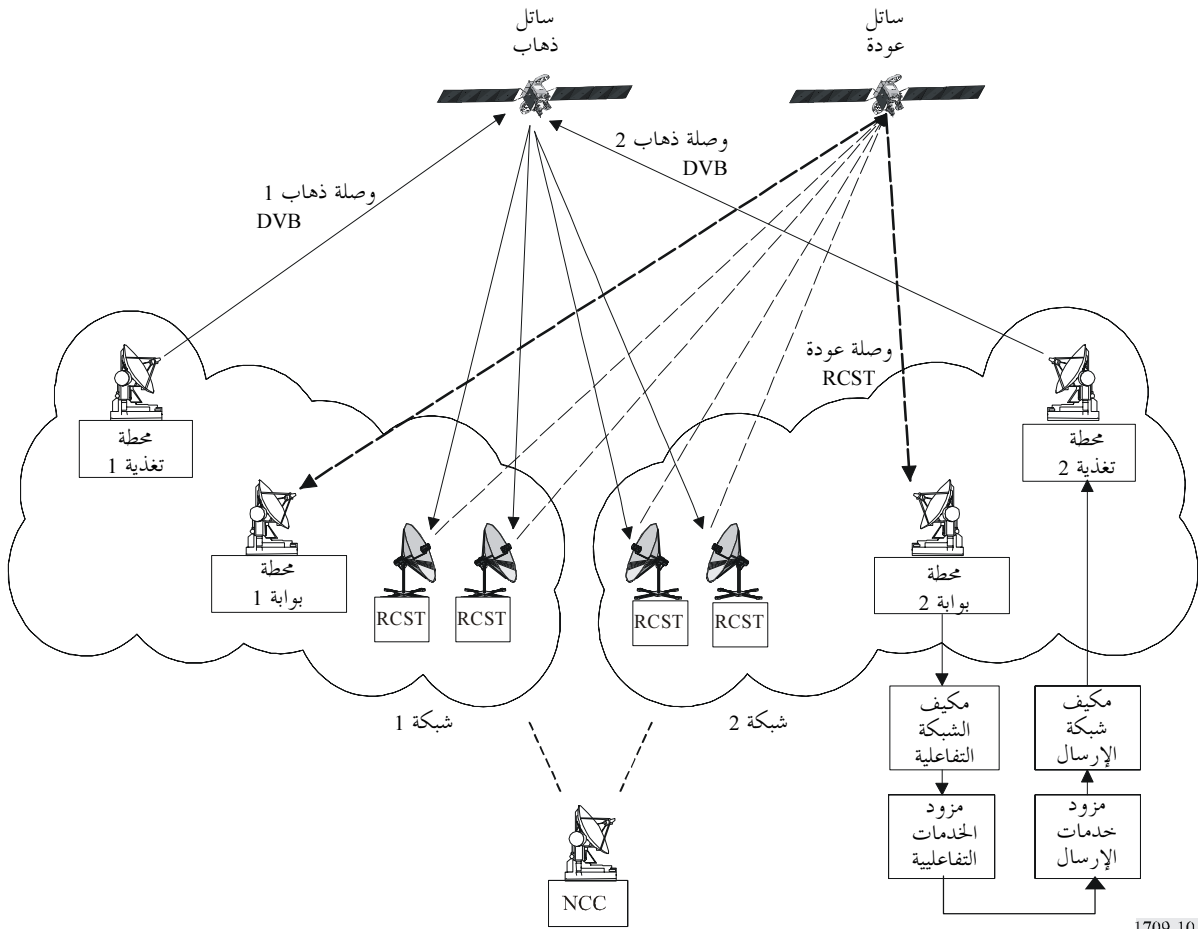 ساتل
ذهاب
ساتل
عودة
وصلة ذهاب 2
DVB
وصلة ذهاب 1
DVB
وصلة عودة
RCST
محطة
تغذية 1
محطة
تغذية 2
محطة
بوابة 1
محطة
بوابة 2
RCST
RCST
RCST
RCST
شبكة 1
شبكة 2
مكيف
الشبكة
التفاعلية
مكيف
شبكة
الإرسال
مزود
الخدمات
التفاعليية
مزود
خدمات
الإرسال
NCC
1709-10